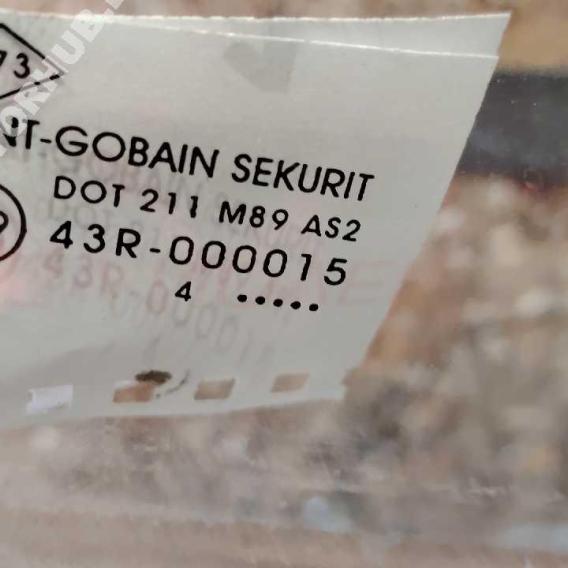 73
NT-GOBAIN SEKURIT
DOT 211 M89 AS2
43R-000015
4 •••••